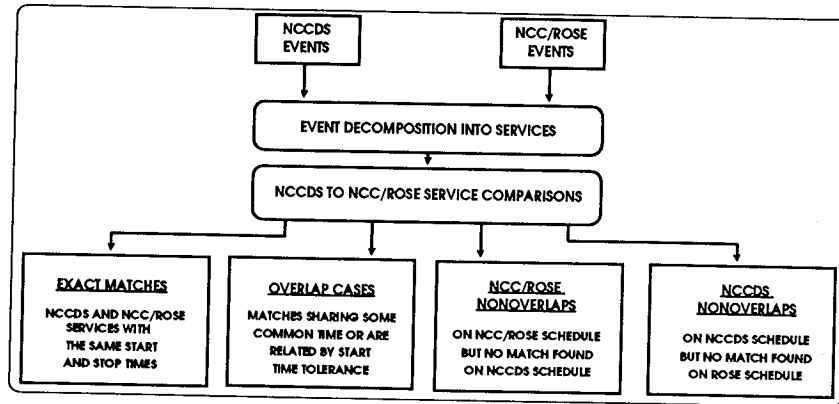 NCCDS
EVENTS
NCC/ROSE
EVENTS
EVENT DECOMPOSITION INTO SERVICES
NCCDS TO NCC/ROSE SERVICE COMPARISONS
EXACT MATCHES
NCCDS AND NCC/ROSE
SERVICES WITH
THE SAME START
AND STOP TIMES
OVERLAP CASES
MATCHES SHARING SOME
COMMON TIME OR ARE
RELATED BY START
TIME TOLERANCE
NCC/ROSE
NONOVERLAPS
ON NCC/ROSE SCHEDULE
BUT NO MATCH FOUND
ON NCCDS SCHEDULE
NCCDS
NONOVERLAPS
ON NCCDS SCHEDULE
BUT NO MATCH FOUND
ON ROSE SCHEDULE